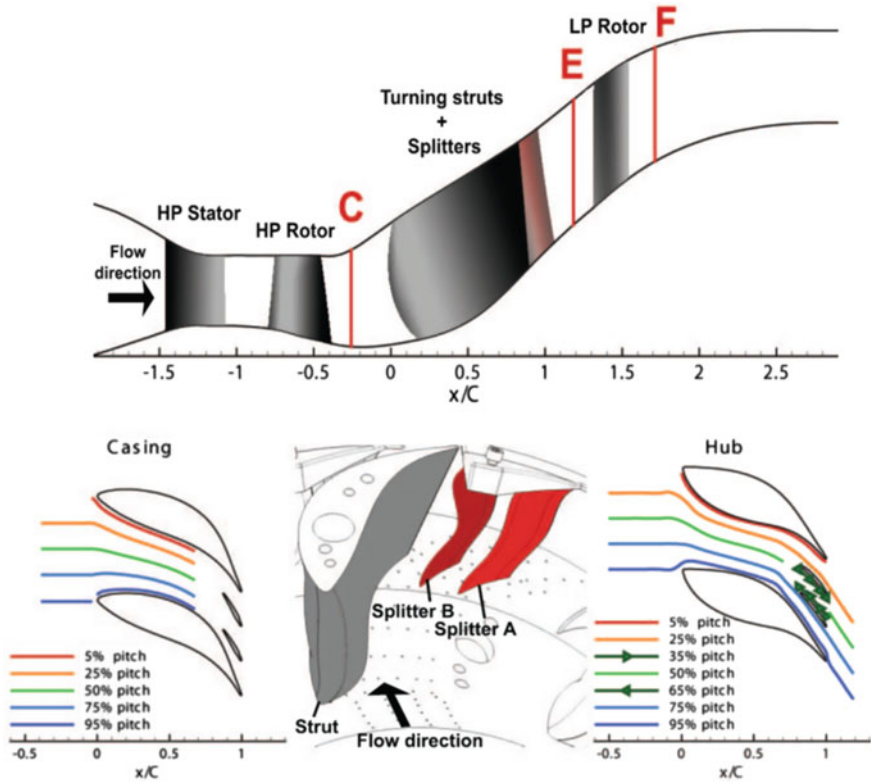 LP Rotor
F
E
Turning struts
+
Splitters
C
HP Stator
HP Rotor
Flow
direction
-1.5 -1 -0.5 0 0.5 1 1.5 2 2.5
x/C
Casing
5% pitch
25% pitch
50% pitch
75% pitch
95% pitch
-0.5 0 0.5 1
x/C
Splitter B
Splitter A
Strut
Flow direction
Hub
5% pitch
25% pitch
35% pitch
50% pitch
65% pitch
75% pitch
95% pitch
-0.5 0 0.5 1
x/C